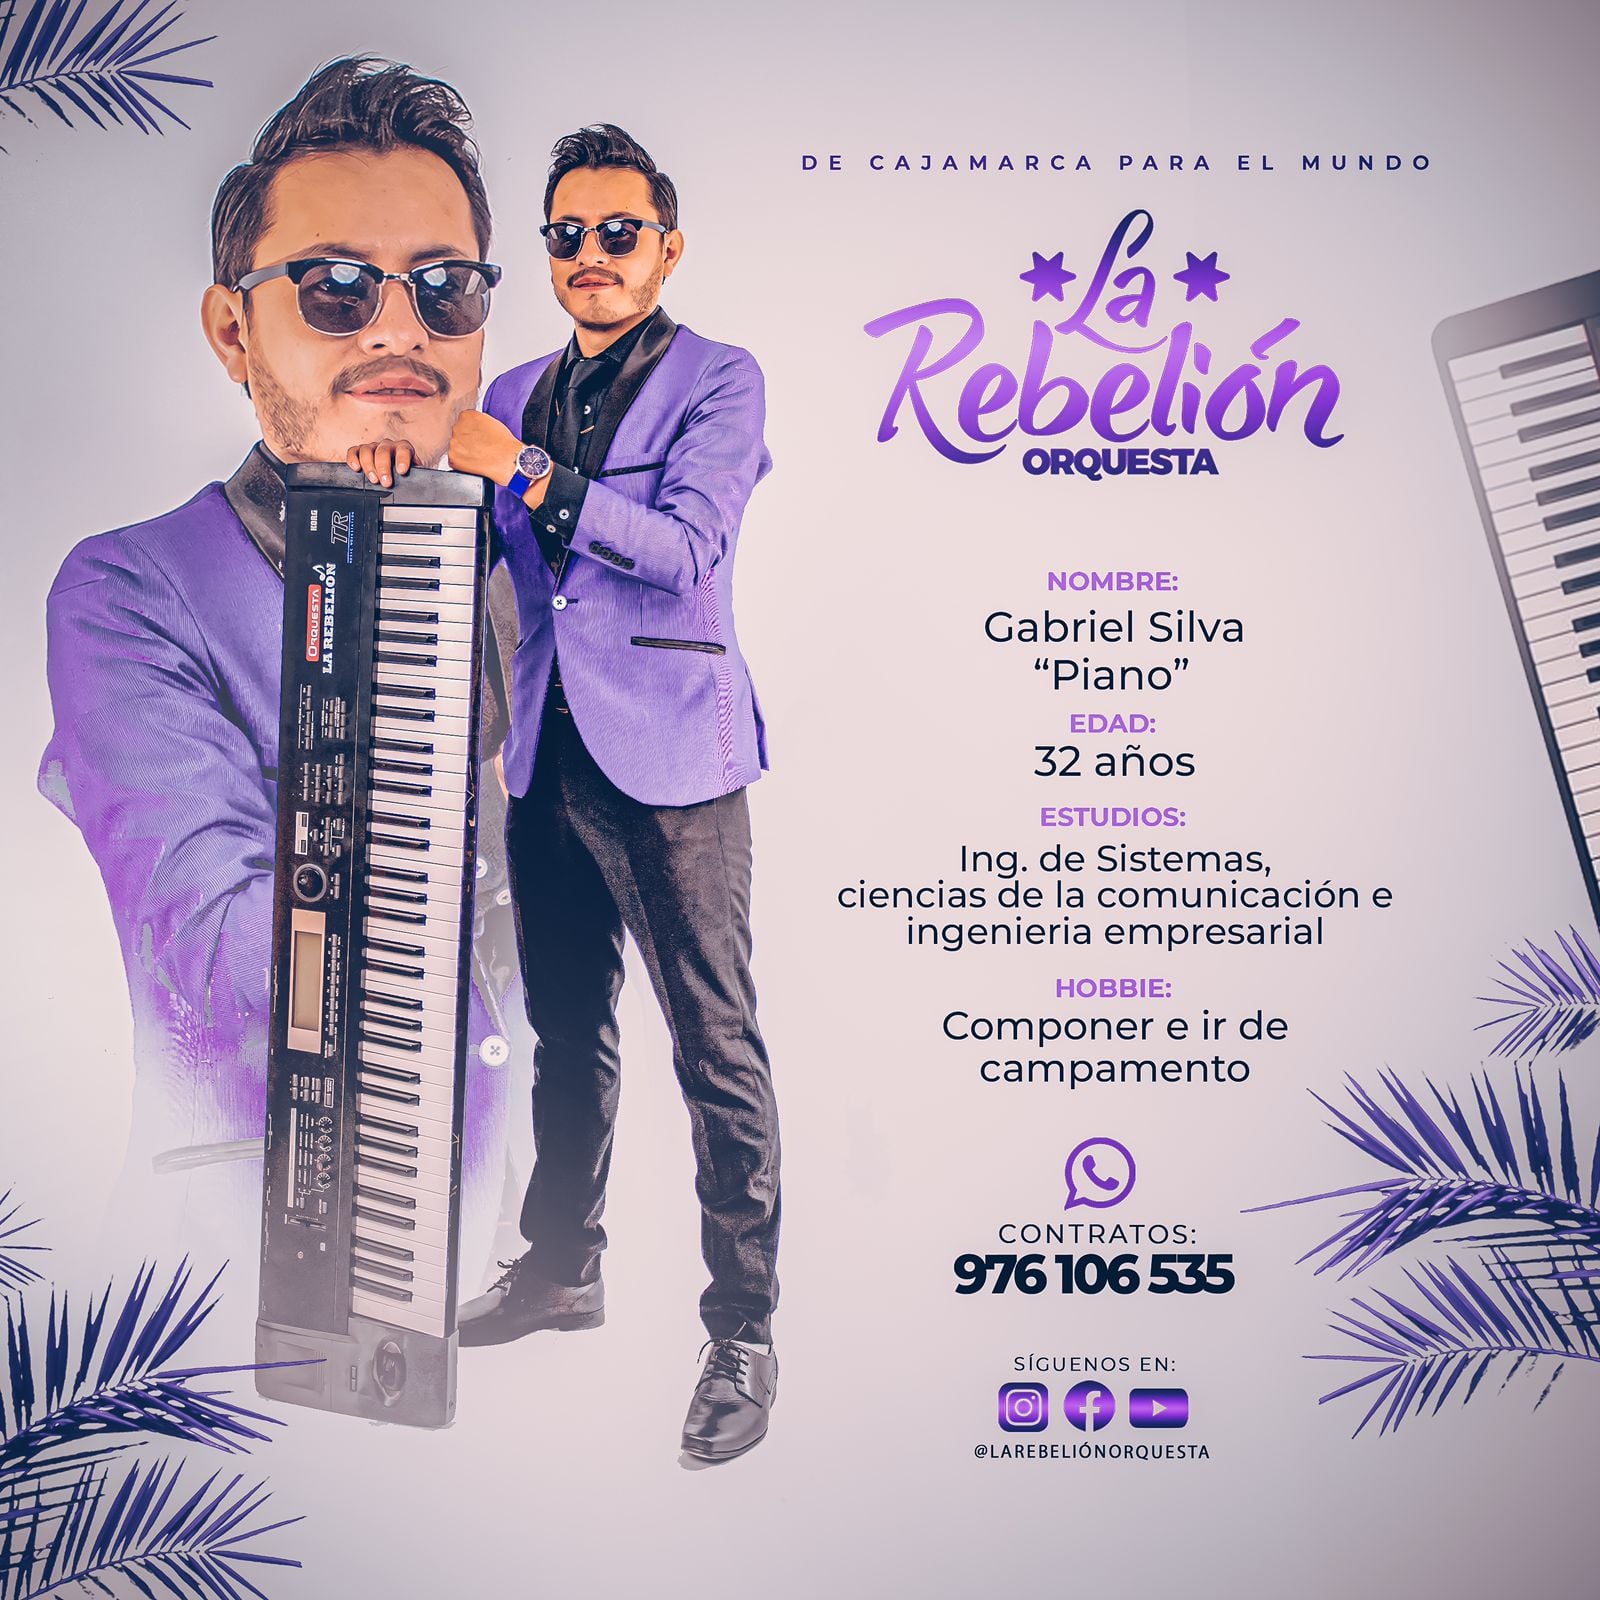 DE CAJAMARCA PARA EL MUNDO
La
Rebelión
ORQUESTA
NOMBRE:
Gabriel Silva
“Piano”
EDAD:
32 años
ESTUDIOS:
Ing. de Sistemas,
ciencias de la comunicación e
ingenieria empresarial
HOBBIE:
Componer e ir de
campamento
CONTRATOS:
976 106 535
SÍGUENOS EN:
@LAREBELIÓNORQUESTA
KORG
TR
ORQUESTA
LA REBELION